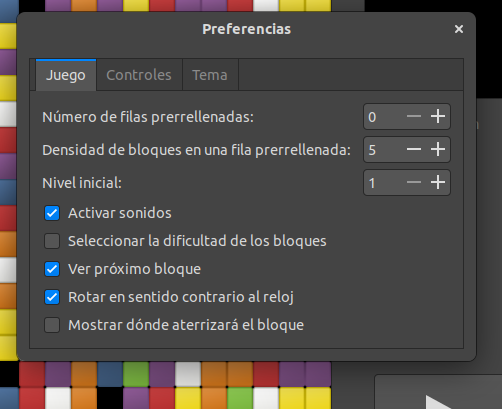 Preferencias
Juego Controles Tema
Número de filas prerrellenadas: 0
Densidad de bloques en una fila prerrellenada: 5
Nivel inicial: 1
Activar sonidos
Seleccionar la dificultad de los bloques
Ver próximo bloque
Rotar en sentido contrario al reloj
Mostrar dónde aterrizará el bloque